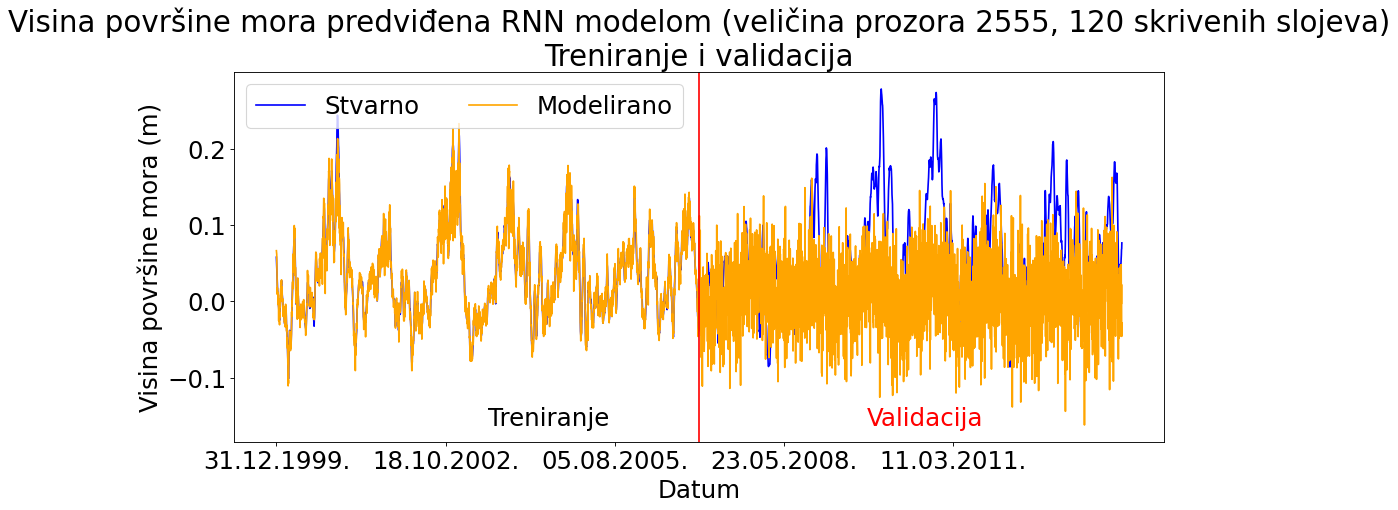 Visina površine mora predviđena RNN modelom (veličina prozora 2555, 120 skrivenih slojeva)
Treniranje i validacija
Stvarno Modelirano
Visina površine mora (m)
0.2
0.1
0.0
−0.1
Treniranje Validacija
31.12.1999. 18.10.2002. 05.08.2005. 23.05.2008. 11.03.2011.
Datum